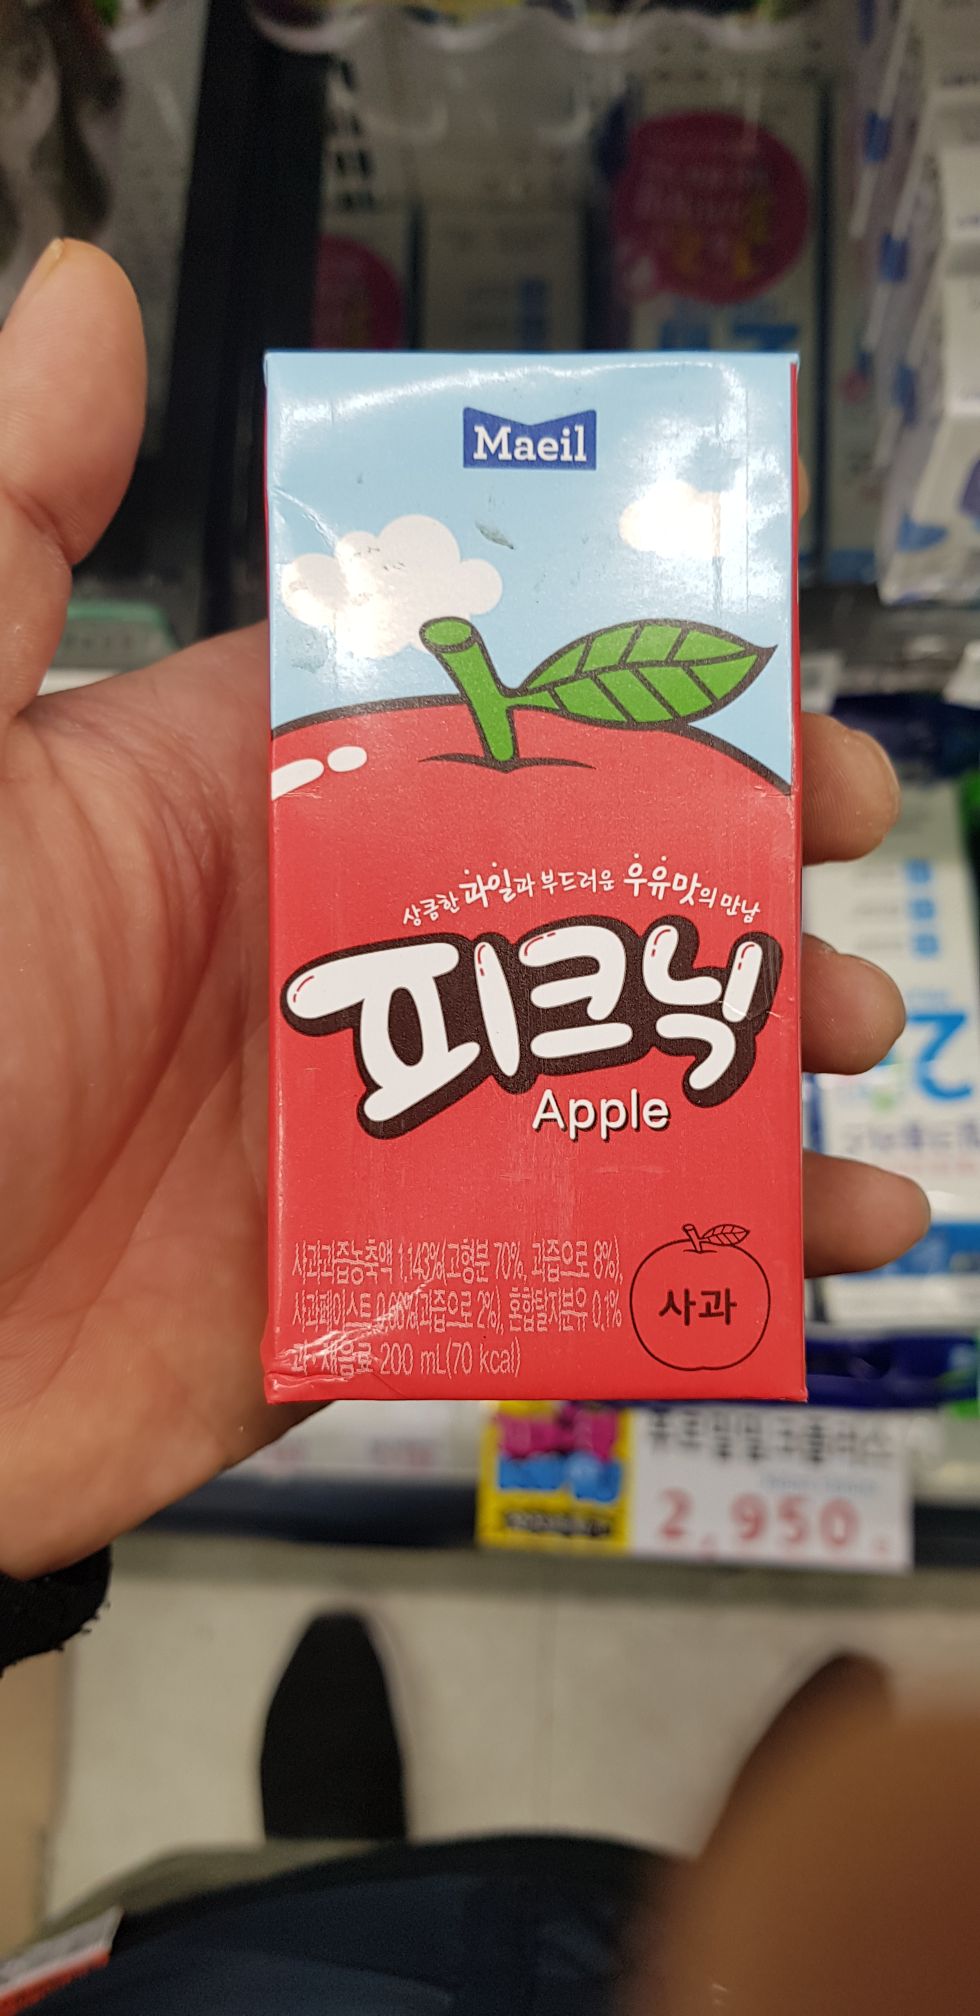 Maeil
상큼한 과일과 부드러운 우유맛의 만남
피크닉
Apple
사과과즙농축액 1.143%(고형분 70%, 과즙으로 8%),
사과페이스트 0.66%(과즙으로 2%), 혼합탈지분유 0.1%
과·채음료 200 mL(70 kcal)
사과
2,950